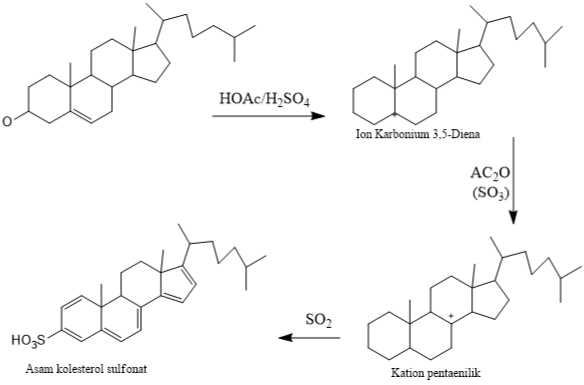 O
HOAc/H₂SO₄
+
Ion Karbonium 3,5-Diena
AC₂O
(SO₃)
+
Kation pentaenilik
SO₂
HO₃S
Asam kolesterol sulfonat